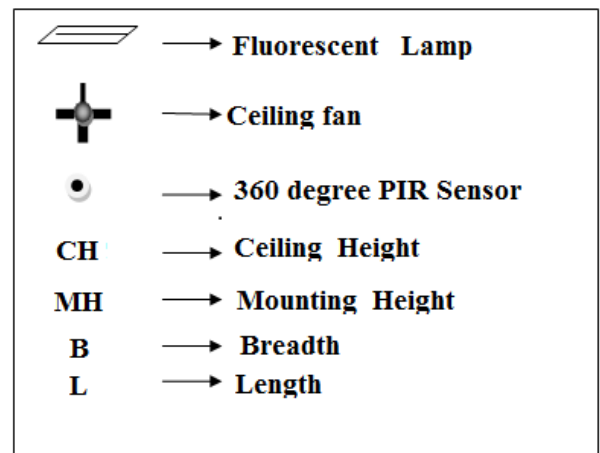 Fluorescent Lamp
Ceiling fan
360 degree PIR Sensor
CH Ceiling Height
MH Mounting Height
B Breadth
L Length